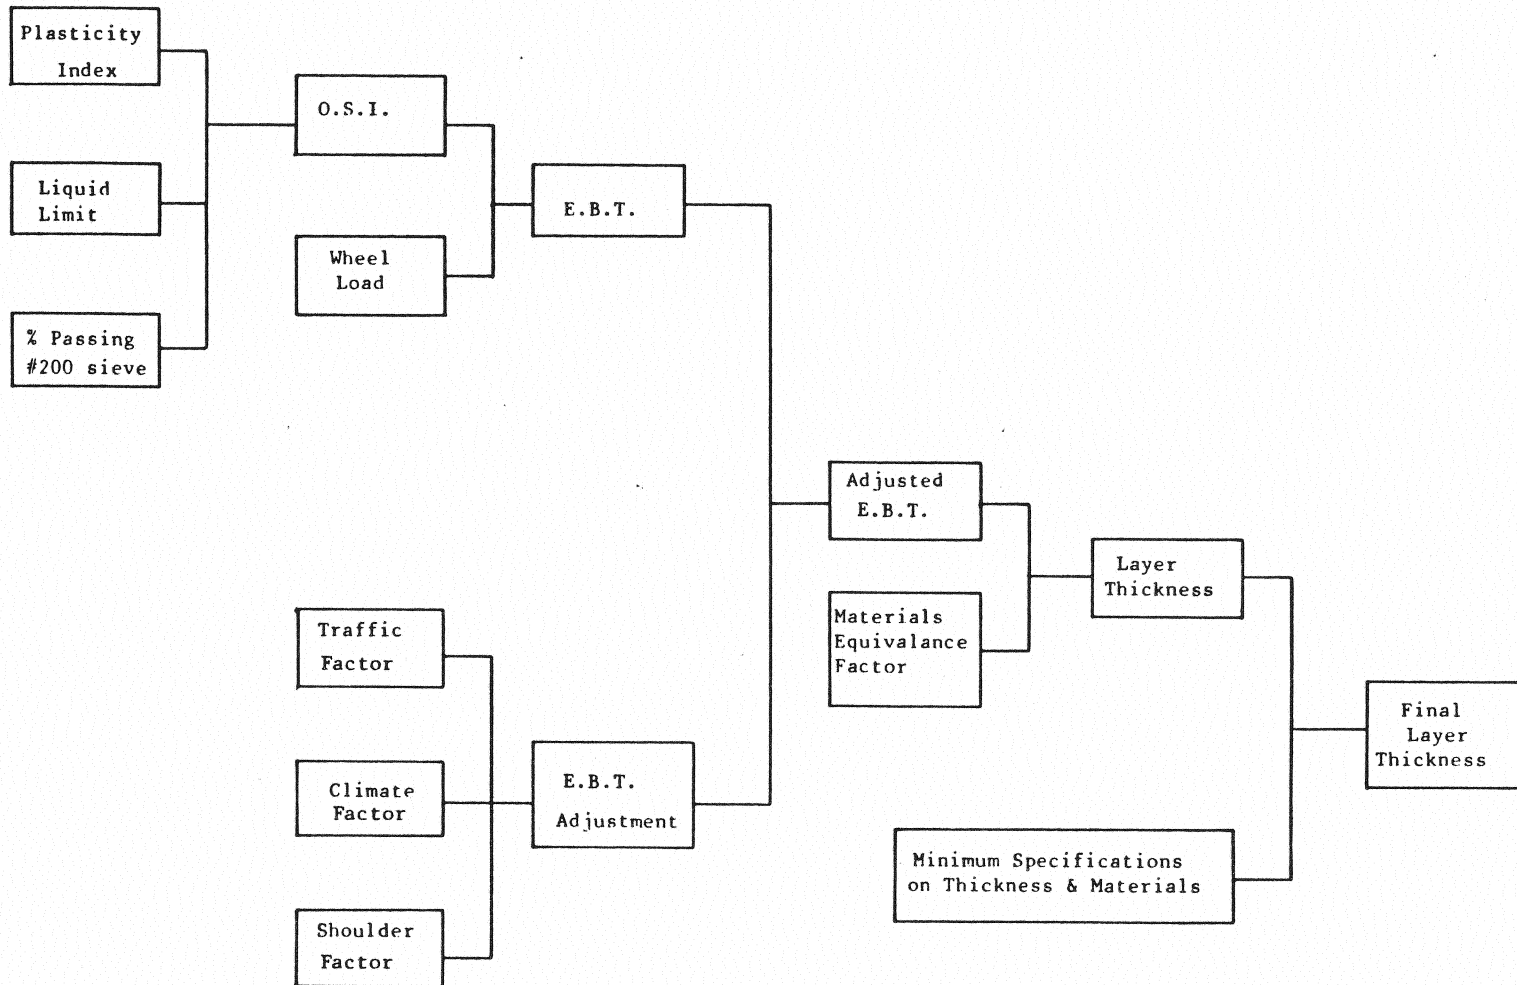 Plasticity
Index
O.S.I.
Liquid
Limit
E.B.T.
Wheel
Load
% Passing
#200 sieve
Adjusted
E.B.T.
Layer
Thickness
Materials
Equivalance
Factor
Traffic
Factor
Final
Layer
Thickness
Climate
Factor
E.B.T.
Adjustment
Minimum Specifications
on Thickness & Materials
Shoulder
Factor